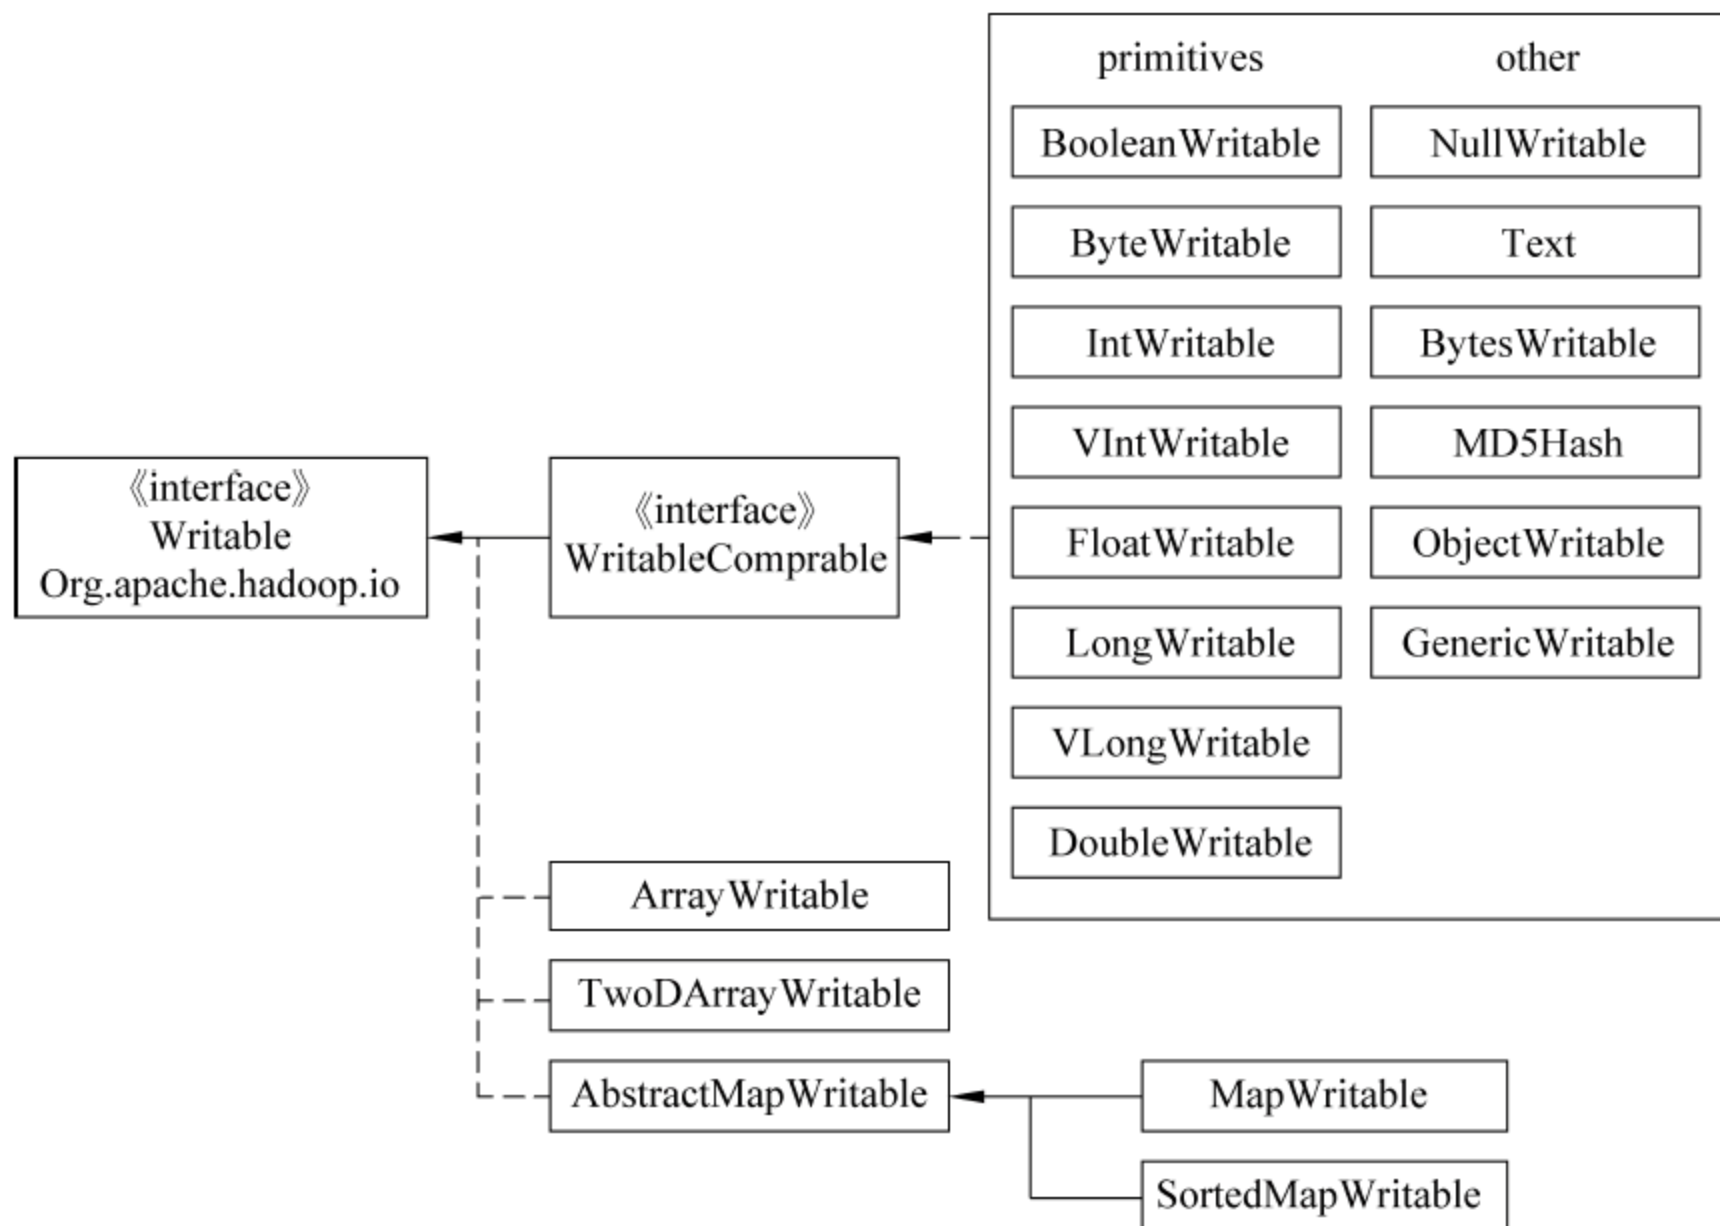 primitives
other
BooleanWritable
NullWritable
ByteWritable
Text
IntWritable
BytesWritable
VIntWritable
MD5Hash
《interface》
Writable
Org.apache.hadoop.io
《interface》
WritableComprable
FloatWritable
ObjectWritable
LongWritable
GenericWritable
VLongWritable
DoubleWritable
ArrayWritable
TwoDArrayWritable
AbstractMapWritable
MapWritable
SortedMapWritable